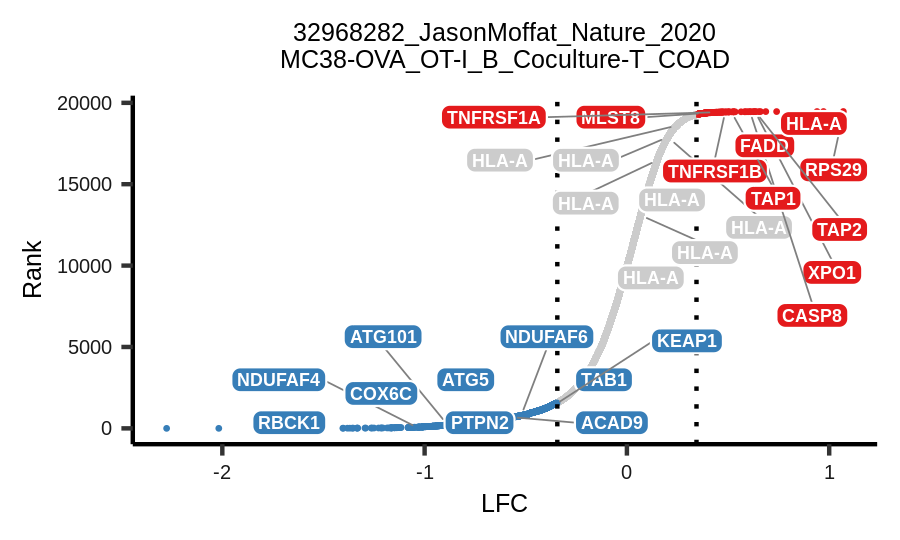 32968282_JasonMoffat_Nature_2020
MC38-OVA_OT-I_B_Coculture-T_COAD
20000
15000
10000
5000
0
Rank
TNFRSF1A
MLST8
HLA-A
FADD
HLA-A
HLA-A
TNFRSF1B
RPS29
HLA-A
HLA-A
TAP1
HLA-A
TAP2
HLA-A
XPO1
HLA-A
CASP8
ATG101
NDUFAF6
KEAP1
NDUFAF4
COX6C
ATG5
TAB1
RBCK1
PTPN2
ACAD9
-2
-1
0
1
LFC